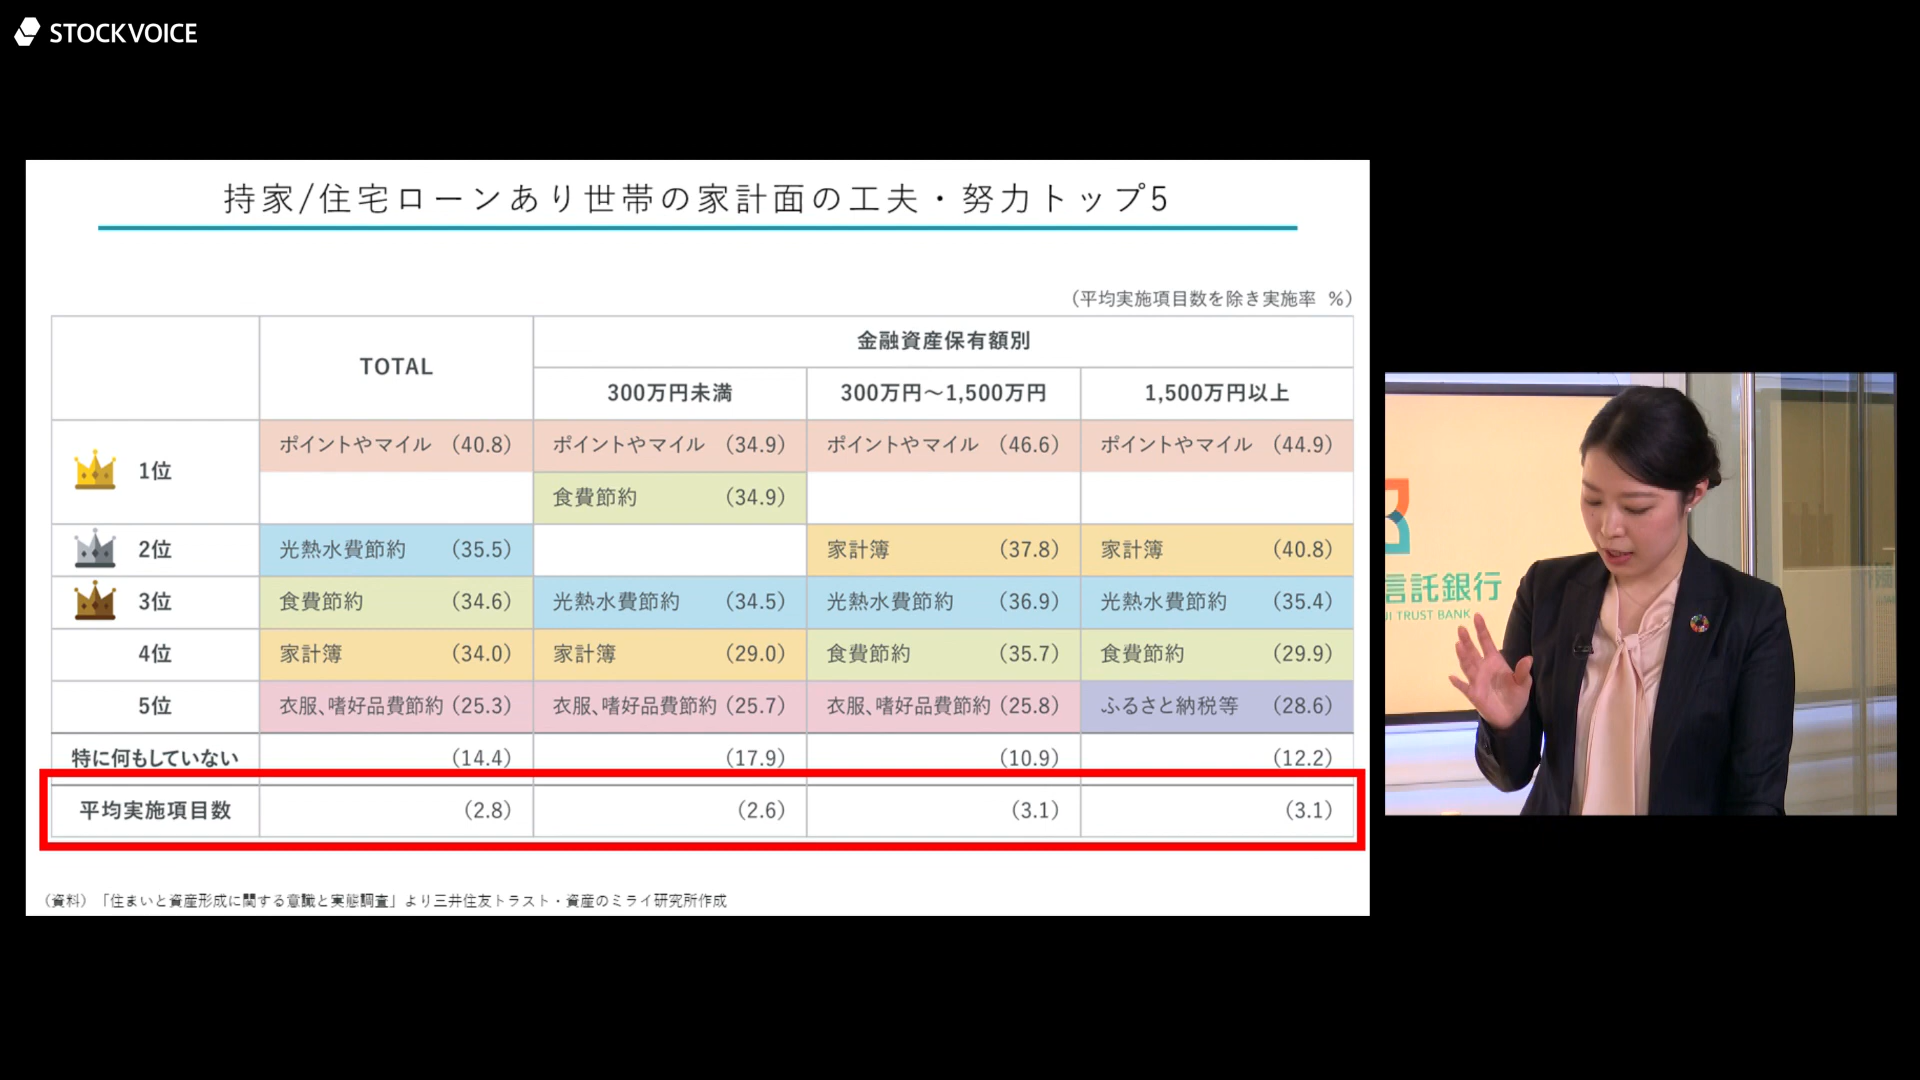 STOCKVOICE
持家/住宅ローンあり世帯の家計面の工夫・努力トップ5
（平均実施項目数を除き実施率 %）
TOTAL
金融資産保有額別
300万円未満 300万円～1,500万円 1,500万円以上
1位 ポイントやマイル （40.8） ポイントやマイル （34.9） ポイントやマイル （46.6） ポイントやマイル （44.9）
食費節約 （34.9）
2位 光熱水費節約 （35.5） 家計簿 （37.8） 家計簿 （40.8）
3位 食費節約 （34.6） 光熱水費節約 （34.5） 光熱水費節約 （36.9） 光熱水費節約 （35.4）
4位 家計簿 （34.0） 家計簿 （29.0） 食費節約 （35.7） 食費節約 （29.9）
5位 衣服、嗜好品費節約 （25.3） 衣服、嗜好品費節約 （25.7） 衣服、嗜好品費節約 （25.8） ふるさと納税等 （28.6）
特に何もしていない （14.4） （17.9） （10.9） （12.2）
平均実施項目数 （2.8） （2.6） （3.1） （3.1）
（資料）「住まいと資産形成に関する意識と実態調査」より三井住友トラスト・資産のミライ研究所作成
信託銀行
TRUST BANK